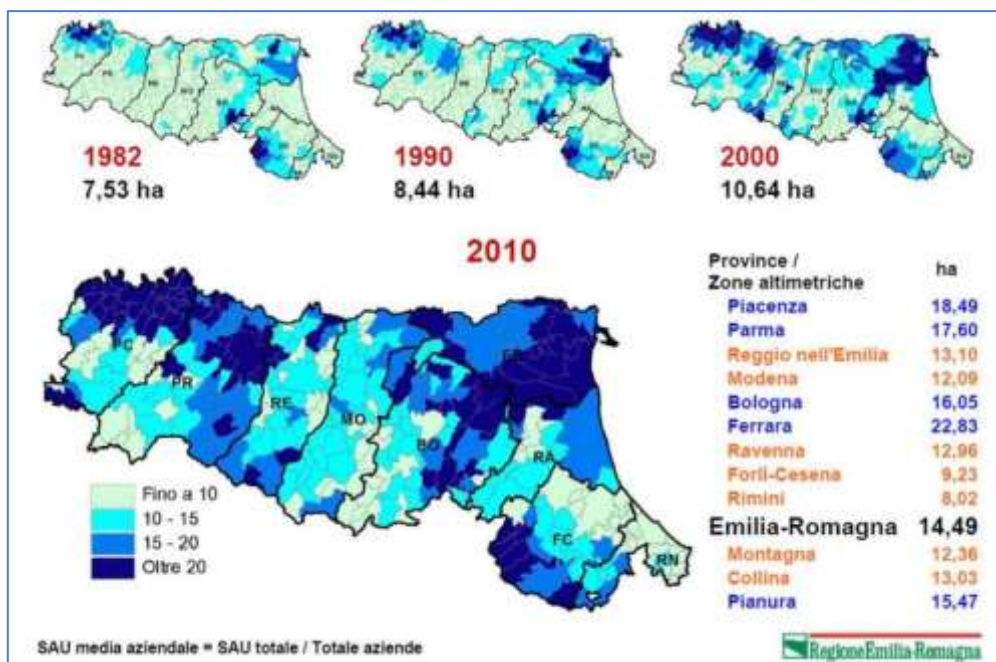 1982
7,53 ha
1990
8,44 ha
2000
10,64 ha
2010
Province /
Zone altimetriche
ha
Piacenza 18,49
Parma 17,60
Reggio nell'Emilia 13,10
Modena 12,09
Bologna 16,05
Ferrara 22,83
Ravenna 12,96
Forlì-Cesena 9,23
Rimini 8,02
Emilia-Romagna 14,49
Montagna 12,36
Collina 13,03
Pianura 15,47
PC
PR
RE
MO
BO
FE
RA
FC
RN
Fino a 10
10 - 15
15 - 20
Oltre 20
SAU media aziendale = SAU totale / Totale aziende
RegioneEmilia-Romagna